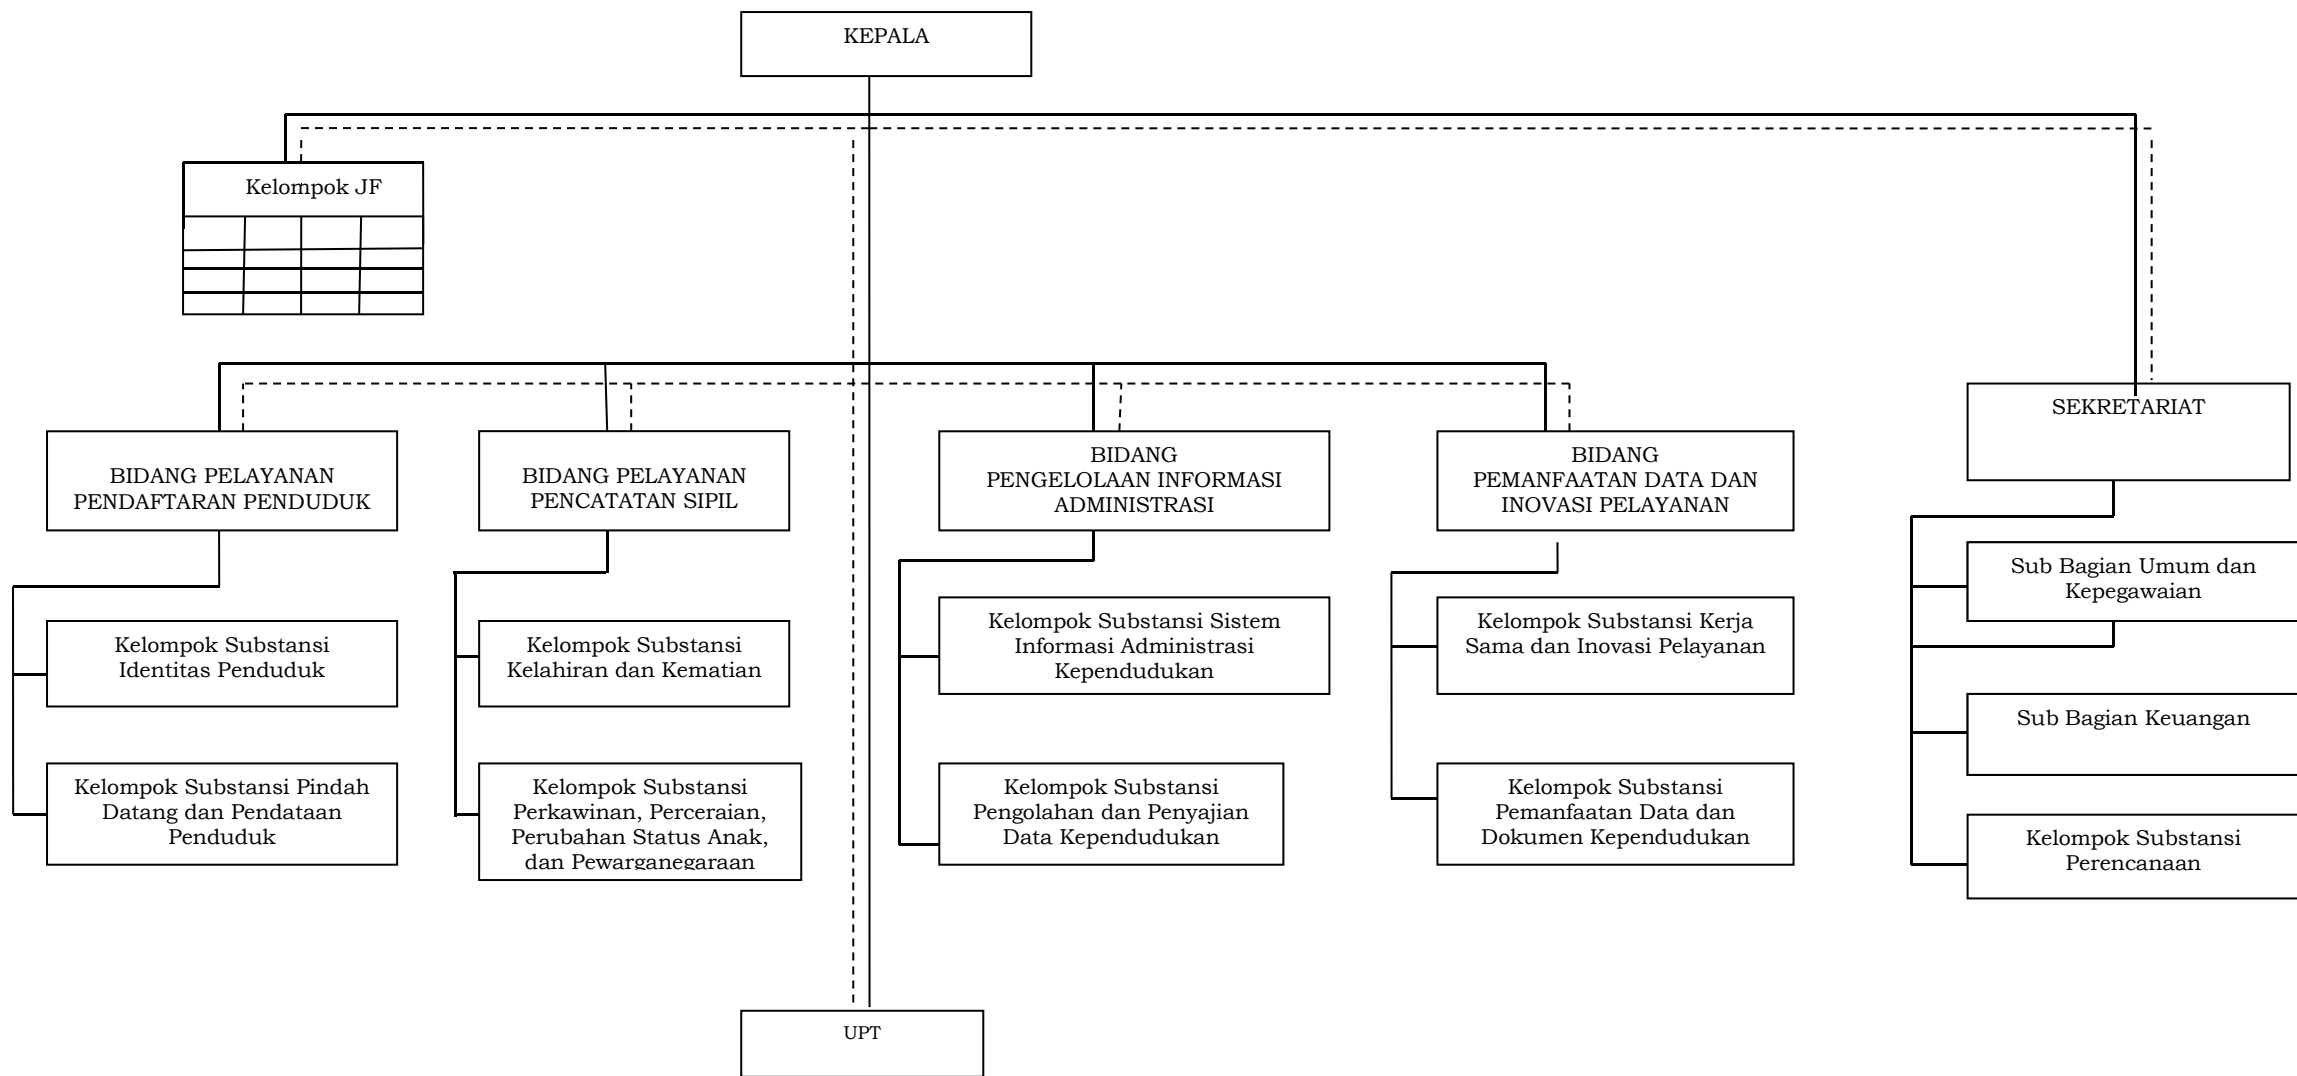 KEPALA
Kelompok JF
SEKRETARIAT
BIDANG PELAYANAN
PENDAFTARAN PENDUDUK
BIDANG PELAYANAN
PENCATATAN SIPIL
BIDANG
PENGELOLAAN INFORMASI
ADMINISTRASI
BIDANG
PEMANFAATAN DATA DAN
INOVASI PELAYANAN
Sub Bagian Umum dan
Kepegawaian
Kelompok Substansi
Identitas Penduduk
Kelompok Substansi
Kelahiran dan Kematian
Kelompok Substansi Sistem
Informasi Administrasi
Kependudukan
Kelompok Substansi Kerja
Sama dan Inovasi Pelayanan
Sub Bagian Keuangan
Kelompok Substansi Pindah
Datang dan Pendataan
Penduduk
Kelompok Substansi
Perkawinan, Perceraian,
Perubahan Status Anak,
dan Pewarganegaraan
Kelompok Substansi
Pengolahan dan Penyajian
Data Kependudukan
Kelompok Substansi
Pemanfaatan Data dan
Dokumen Kependudukan
Kelompok Substansi
Perencanaan
UPT